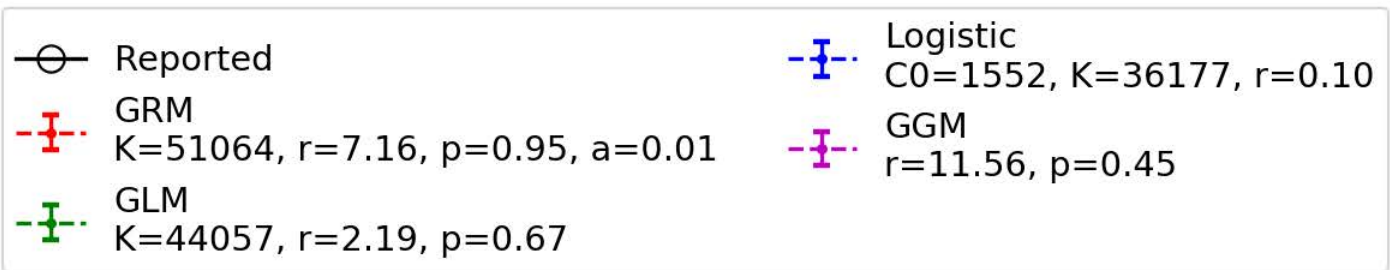 Reported
GRM
K=51064, r=7.16, p=0.95, a=0.01
GLM
K=44057, r=2.19, p=0.67
Logistic
C0=1552, K=36177, r=0.10
GGM
r=11.56, p=0.45